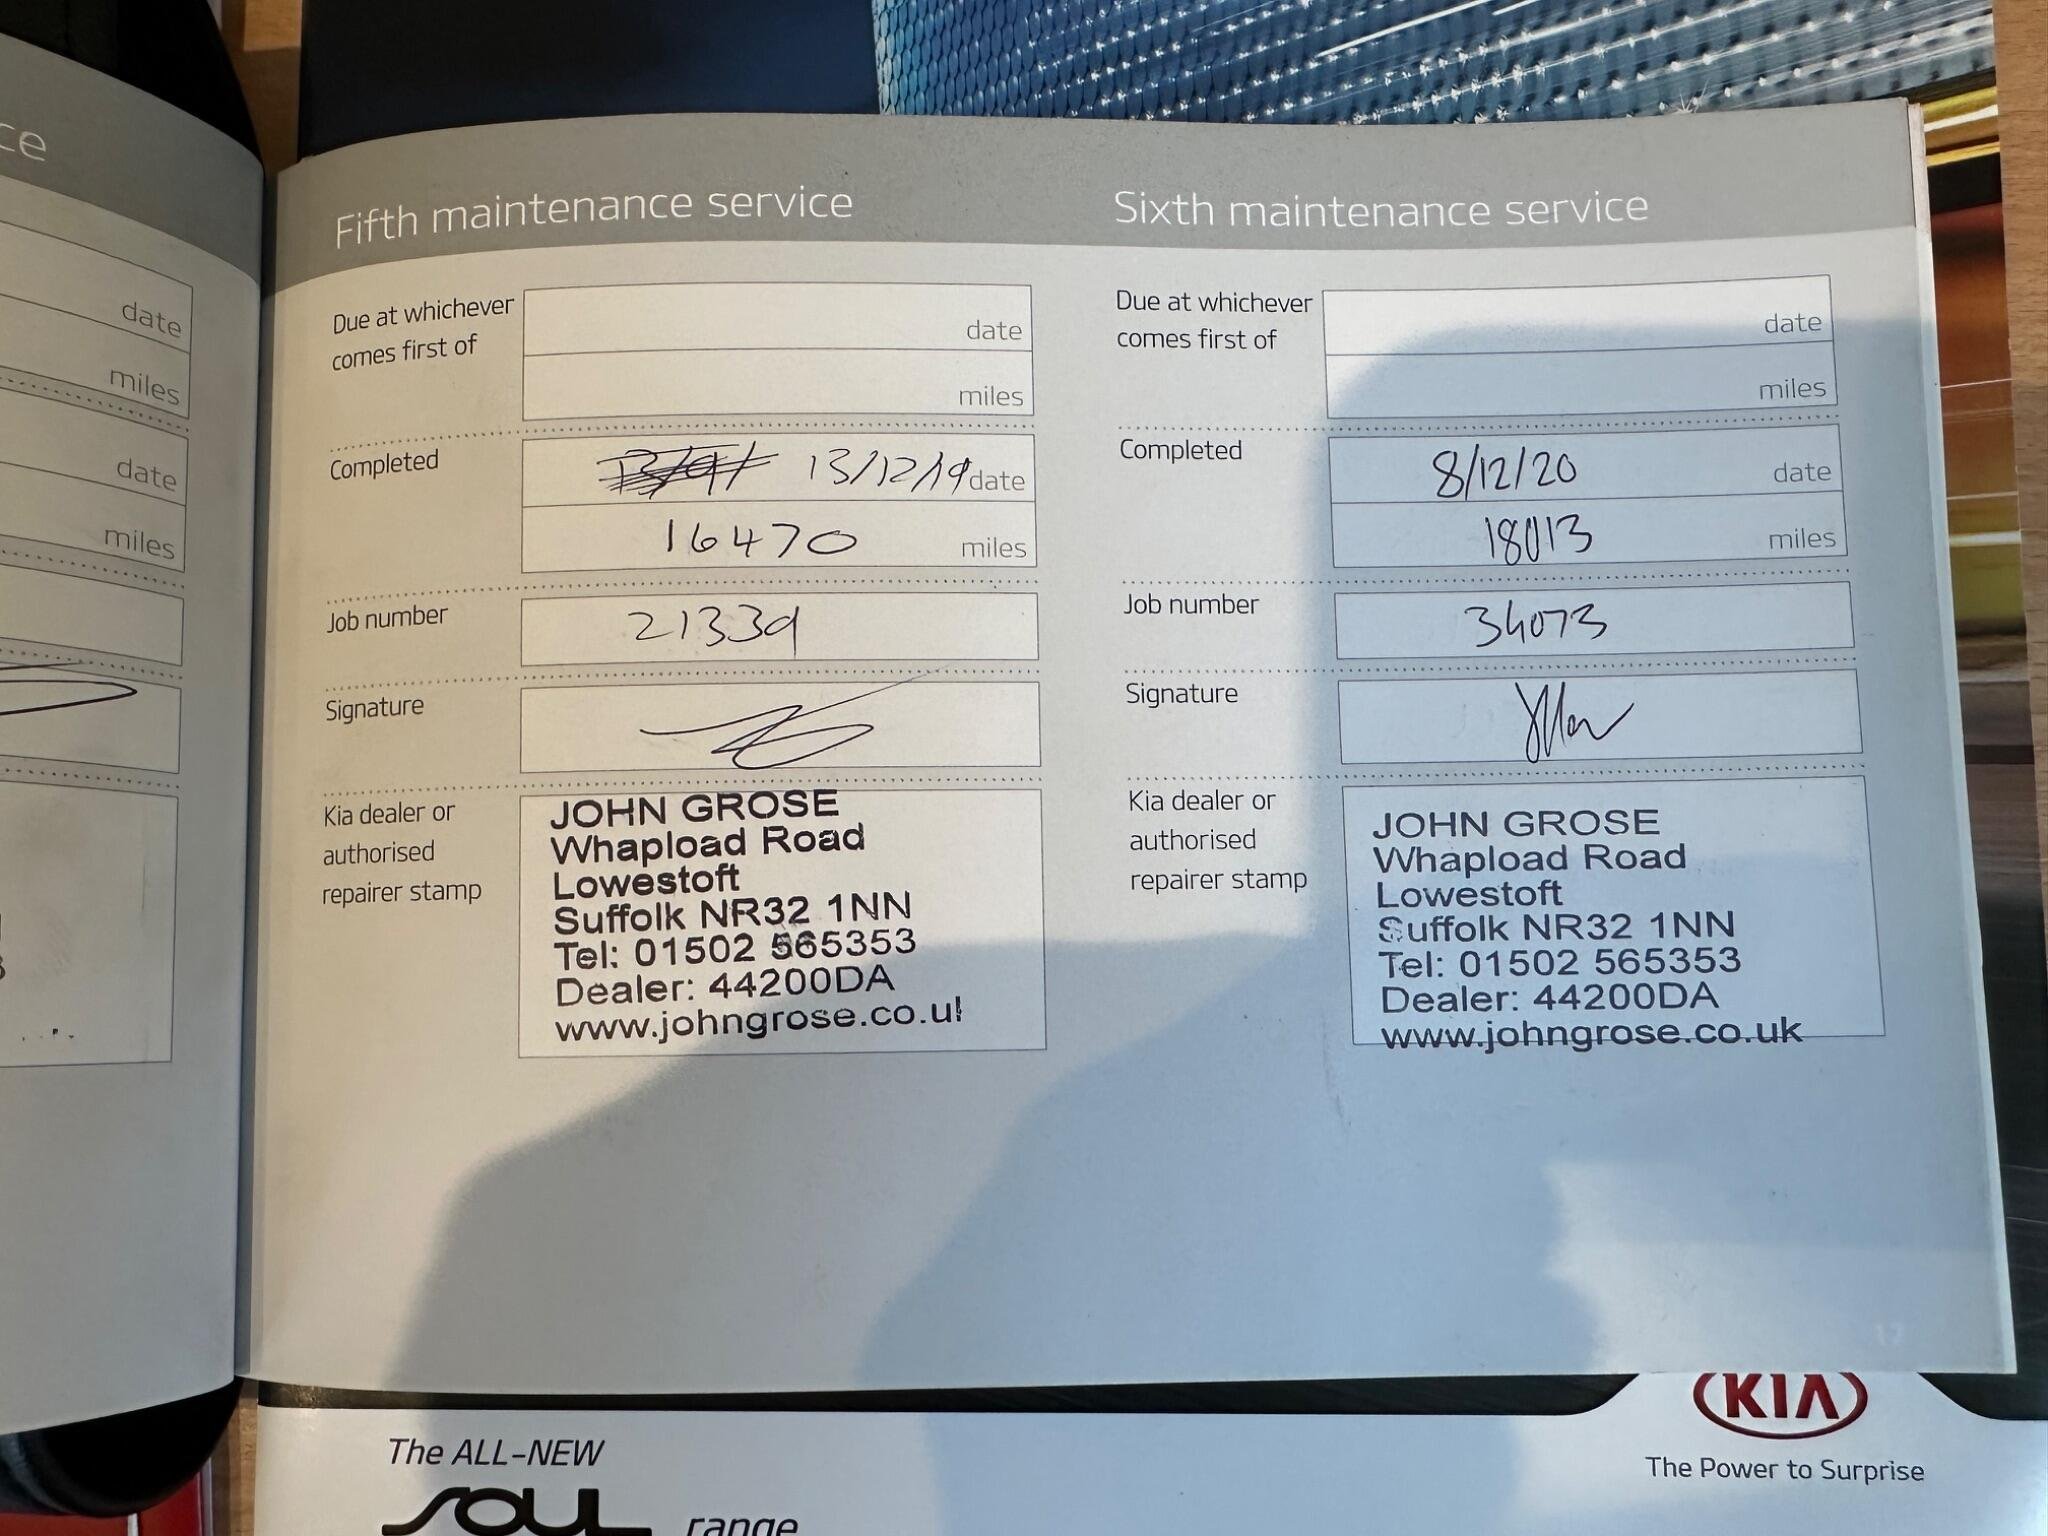 ce
date
miles
date
miles
Fifth maintenance service
Due at whichever
comes first of
date
miles
Completed
13/9/ 13/12/19 date
16470 miles
Job number
21339
Signature
Kia dealer or
authorised
repairer stamp
JOHN GROSE
Whapload Road
Lowestoft
Suffolk NR32 1NN
Tel: 01502 565353
Dealer: 44200DA
www.johngrose.co.u
Sixth maintenance service
Due at whichever
comes first of
date
miles
Completed
8/12/20 date
18013 miles
Job number
34073
Signature
Kia dealer or
authorised
repairer stamp
JOHN GROSE
Whapload Road
Lowestoft
Suffolk NR32 1NN
Tel: 01502 565353
Dealer: 44200DA
www.johngrose.co.uk
17
KIA
The Power to Surprise
The ALL-NEW
SOUL range